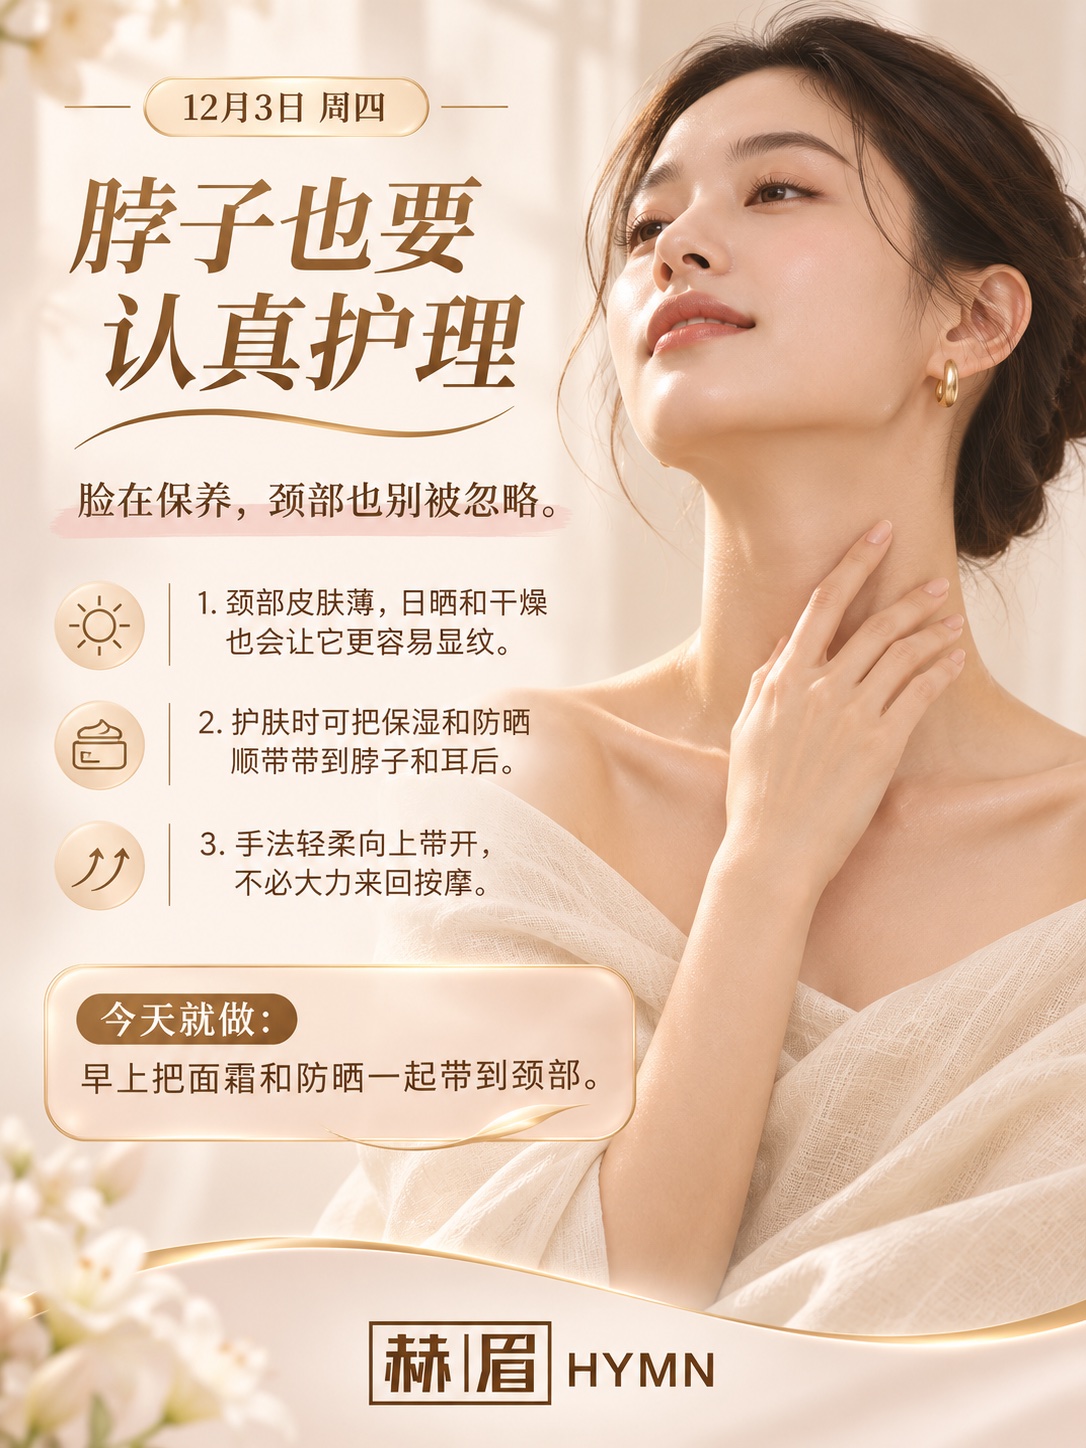 12月3日 周四
脖子也要
认真护理
脸在保养，颈部也别被忽略。
1. 颈部皮肤薄，日晒和干燥
也会让它更容易显纹。
2. 护肤时可把保湿和防晒
顺带带到脖子和耳后。
3. 手法轻柔向上带开，
不必大力来回按摩。
今天就做：
早上把面霜和防晒一起带到颈部。
赫|眉 HYMN